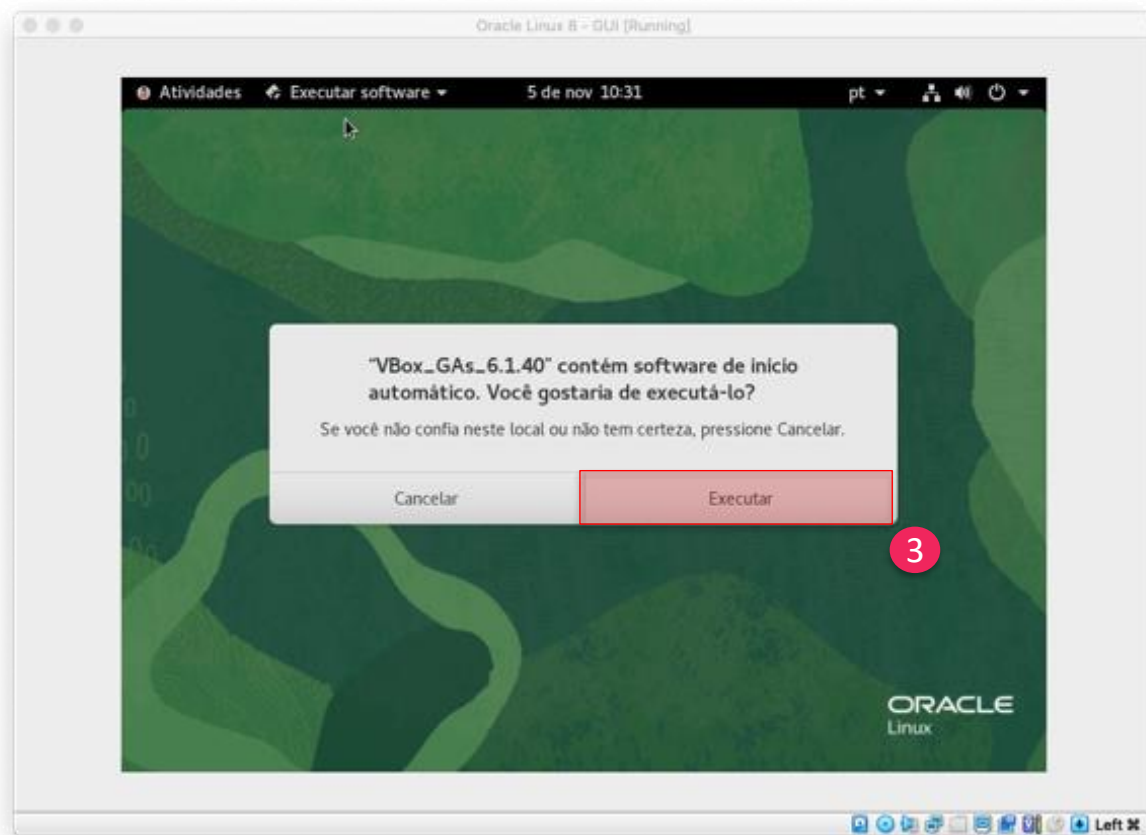 Oracle Linux 8 - GUI [Running]
Atividades Executar software 5 de nov 10:31 pt
"VBox_GAs_6.1.40" contém software de início
automático. Você gostaria de executá-lo?
Se você não confia neste local ou não tem certeza, pressione Cancelar.
Cancelar Executar
3
ORACLE
Linux
Left ⌘